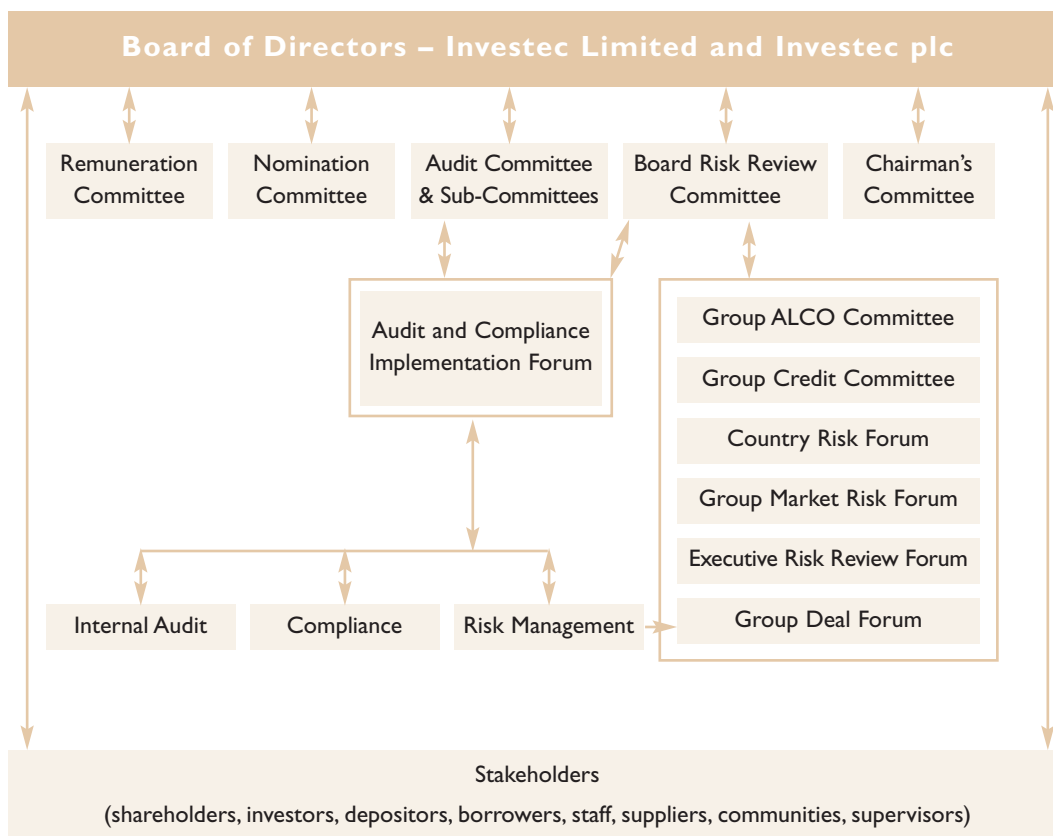 Board of Directors – Investec Limited and Investec plc
Remuneration
Committee
Nomination
Committee
Audit Committee
& Sub-Committees
Board Risk Review
Committee
Chairman’s
Committee
Audit and Compliance
Implementation Forum
Group ALCO Committee
Group Credit Committee
Country Risk Forum
Group Market Risk Forum
Executive Risk Review Forum
Group Deal Forum
Internal Audit
Compliance
Risk Management
Stakeholders
(shareholders, investors, depositors, borrowers, staff, suppliers, communities, supervisors)